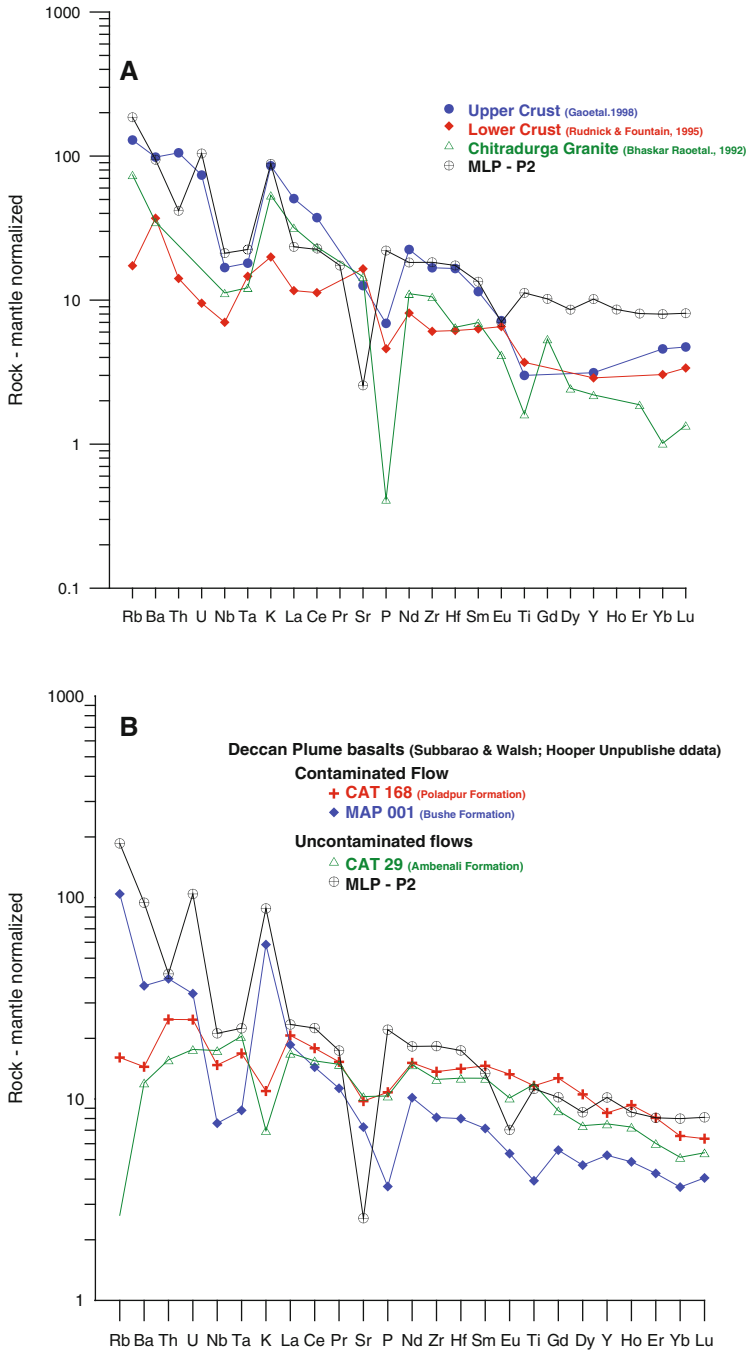 1000
A
Upper Crust (Gaoetal.1998)
Lower Crust (Rudnick & Fountain, 1995)
Chitradurga Granite (Bhaskar Raoetal., 1992)
MLP - P2
100
10
1
0.1
Rock - mantle normalized
Rb Ba Th U Nb Ta K La Ce Pr Sr P Nd Zr Hf Sm Eu Ti Gd Dy Y Ho Er Yb Lu
1000
B
Deccan Plume basalts (Subbarao & Walsh; Hooper Unpublishe ddata)
Contaminated Flow
CAT 168 (Poladpur Formation)
MAP 001 (Bushe Formation)
Uncontaminated flows
CAT 29 (Ambenali Formation)
MLP - P2
100
10
1
Rock - mantle normalized
Rb Ba Th U Nb Ta K La Ce Pr Sr P Nd Zr Hf Sm Eu Ti Gd Dy Y Ho Er Yb Lu